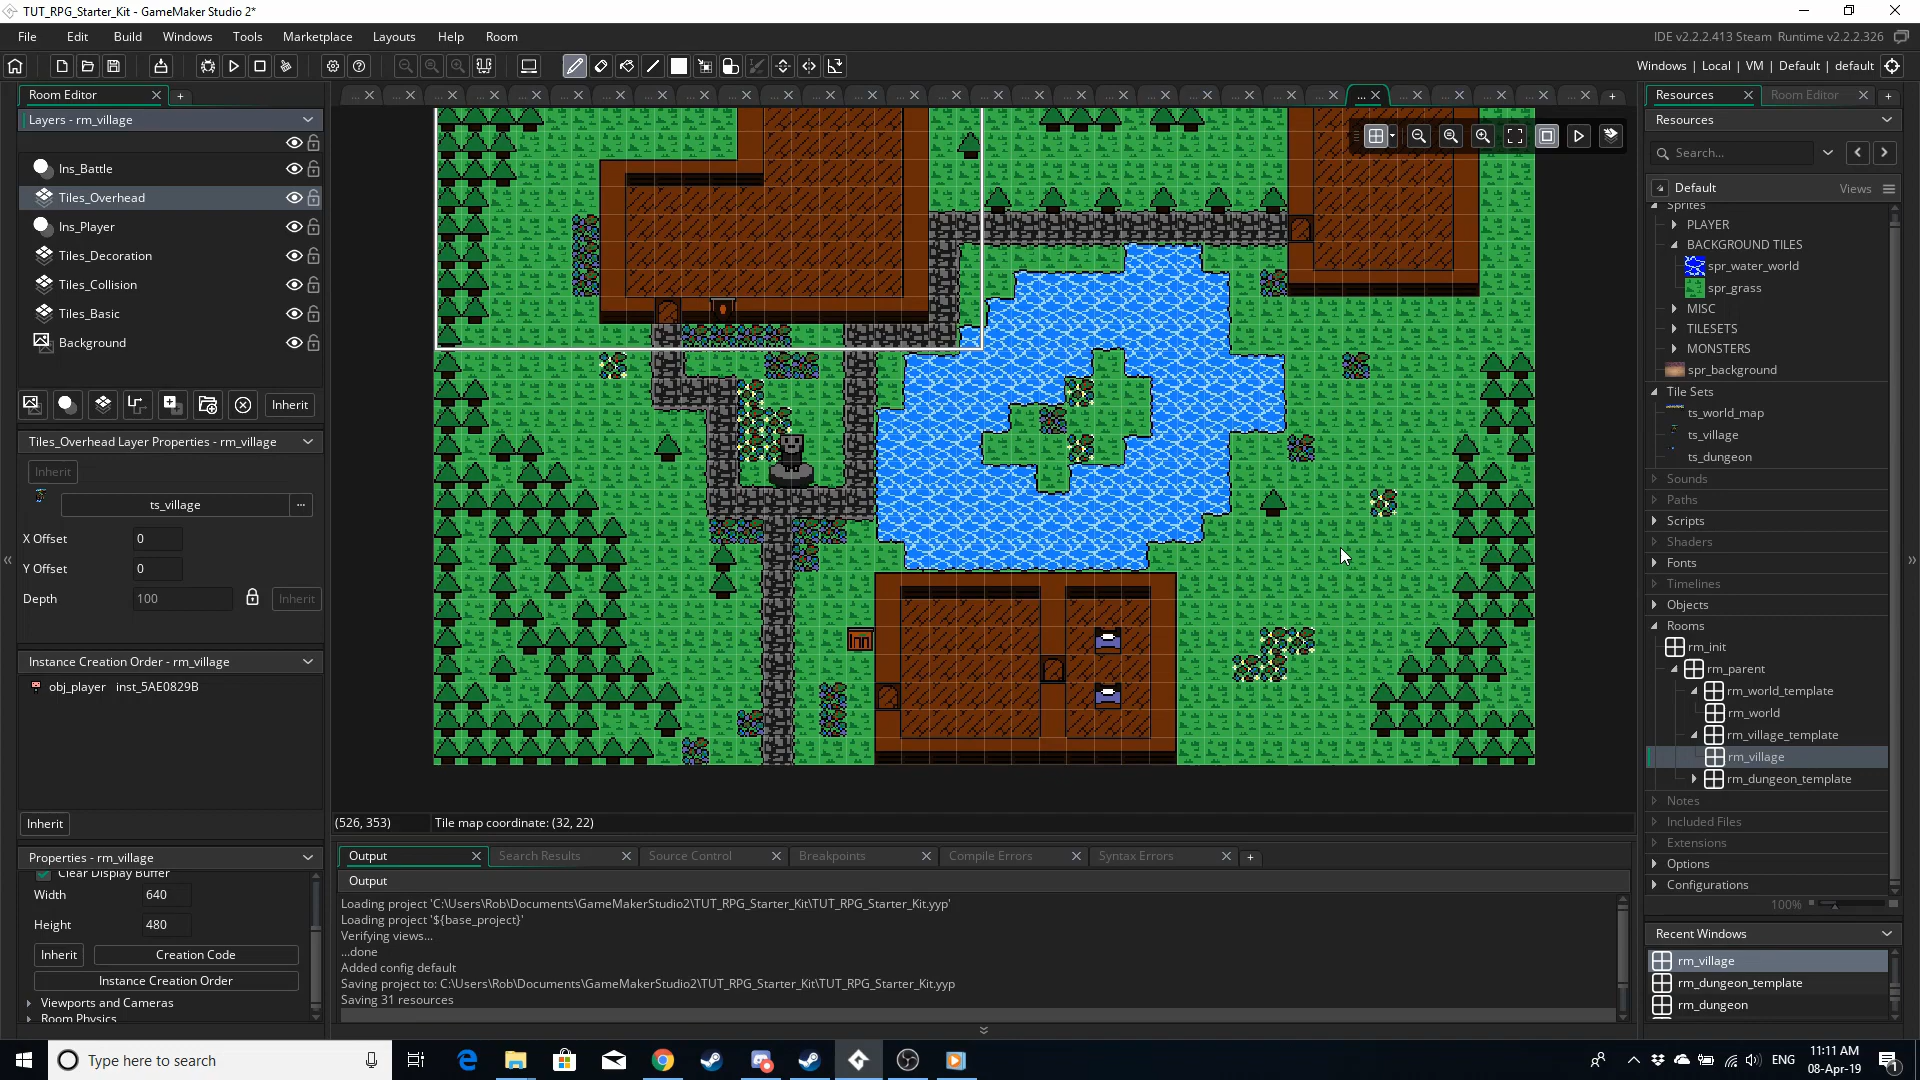 TUT_RPG_Starter_Kit - GameMaker Studio 2*
File Edit Build Windows Tools Marketplace Layouts Help Room
IDE v2.2.2.413 Steam Runtime v2.2.2.326
Windows | Local | VM | Default | default
Room Editor
Layers - rm_village
Ins_Battle
Tiles_Overhead
Ins_Player
Tiles_Decoration
Tiles_Collision
Tiles_Basic
Background
Inherit
Tiles_Overhead Layer Properties - rm_village
Inherit
ts_village ...
X Offset 0
Y Offset 0
Depth 100 Inherit
Instance Creation Order - rm_village
obj_player inst_5AE0829B
Inherit
Properties - rm_village
Clear Display Buffer
Width 640
Height 480
Inherit Creation Code
Instance Creation Order
Viewports and Cameras
Room Physics
(526, 353) Tile map coordinate: (32, 22)
Output Search Results Source Control Breakpoints Compile Errors Syntax Errors
Output
Loading project 'C:\Users\Rob\Documents\GameMakerStudio2\TUT_RPG_Starter_Kit\TUT_RPG_Starter_Kit.yyp'
Loading project '${base_project}'
Verifying views...
...done
Added config default
Saving project to: C:\Users\Rob\Documents\GameMakerStudio2\TUT_RPG_Starter_Kit\TUT_RPG_Starter_Kit.yyp
Saving 31 resources
Resources Room Editor
Resources
Search...
Default Views
Sprites
PLAYER
BACKGROUND TILES
spr_water_world
spr_grass
MISC
TILESETS
MONSTERS
spr_background
Tile Sets
ts_world_map
ts_village
ts_dungeon
Sounds
Paths
Scripts
Shaders
Fonts
Timelines
Objects
Rooms
rm_init
rm_parent
rm_world_template
rm_world
rm_village_template
rm_village
rm_dungeon_template
Notes
Included Files
Extensions
Options
Configurations
100%
Recent Windows
rm_village
rm_dungeon_template
rm_dungeon
Type here to search
ENG
11:11 AM
08-Apr-19
1